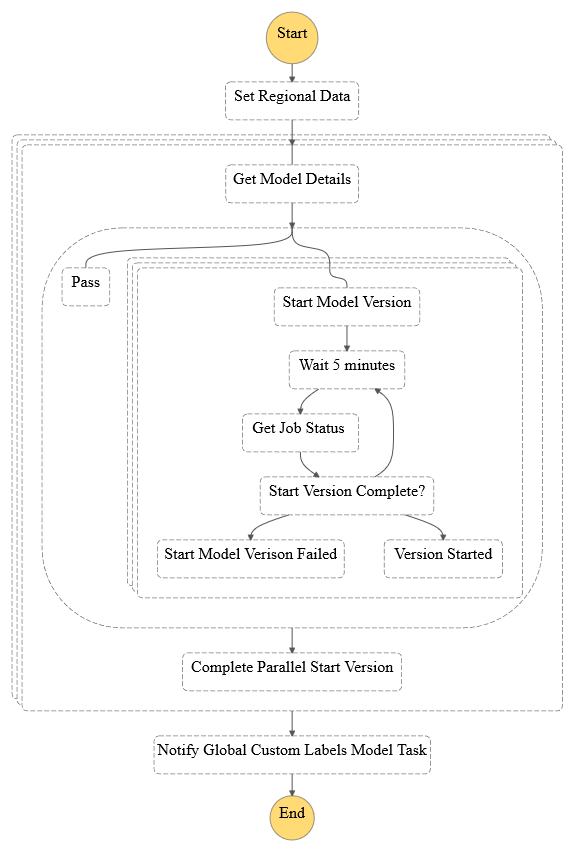 Start
Set Regional Data
Get Model Details
Pass
Start Model Version
Wait 5 minutes
Get Job Status
Start Version Complete?
Start Model Verison Failed
Version Started
Complete Parallel Start Version
Notify Global Custom Labels Model Task
End